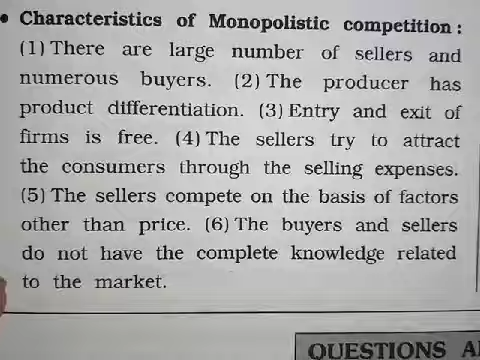 • Characteristics of Monopolistic competition :
(1) There are large number of sellers and
numerous buyers. (2) The producer has
product differentiation. (3) Entry and exit of
firms is free. (4) The sellers try to attract
the consumers through the selling expenses.
(5) The sellers compete on the basis of factors
other than price. (6) The buyers and sellers
do not have the complete knowledge related
to the market.
QUESTIONS